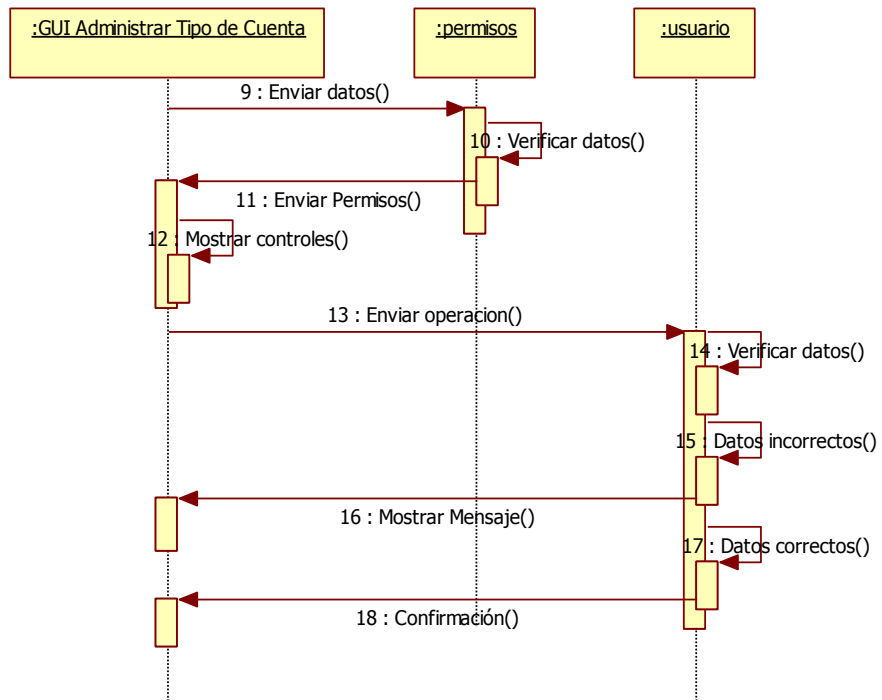 :GUI Administrar Tipo de Cuenta
:permisos
:usuario
9 : Enviar datos()
10 : Verificar datos()
11 : Enviar Permisos()
12 : Mostrar controles()
13 : Enviar operacion()
14 : Verificar datos()
15 : Datos incorrectos()
16 : Mostrar Mensaje()
17 : Datos correctos()
18 : Confirmación()